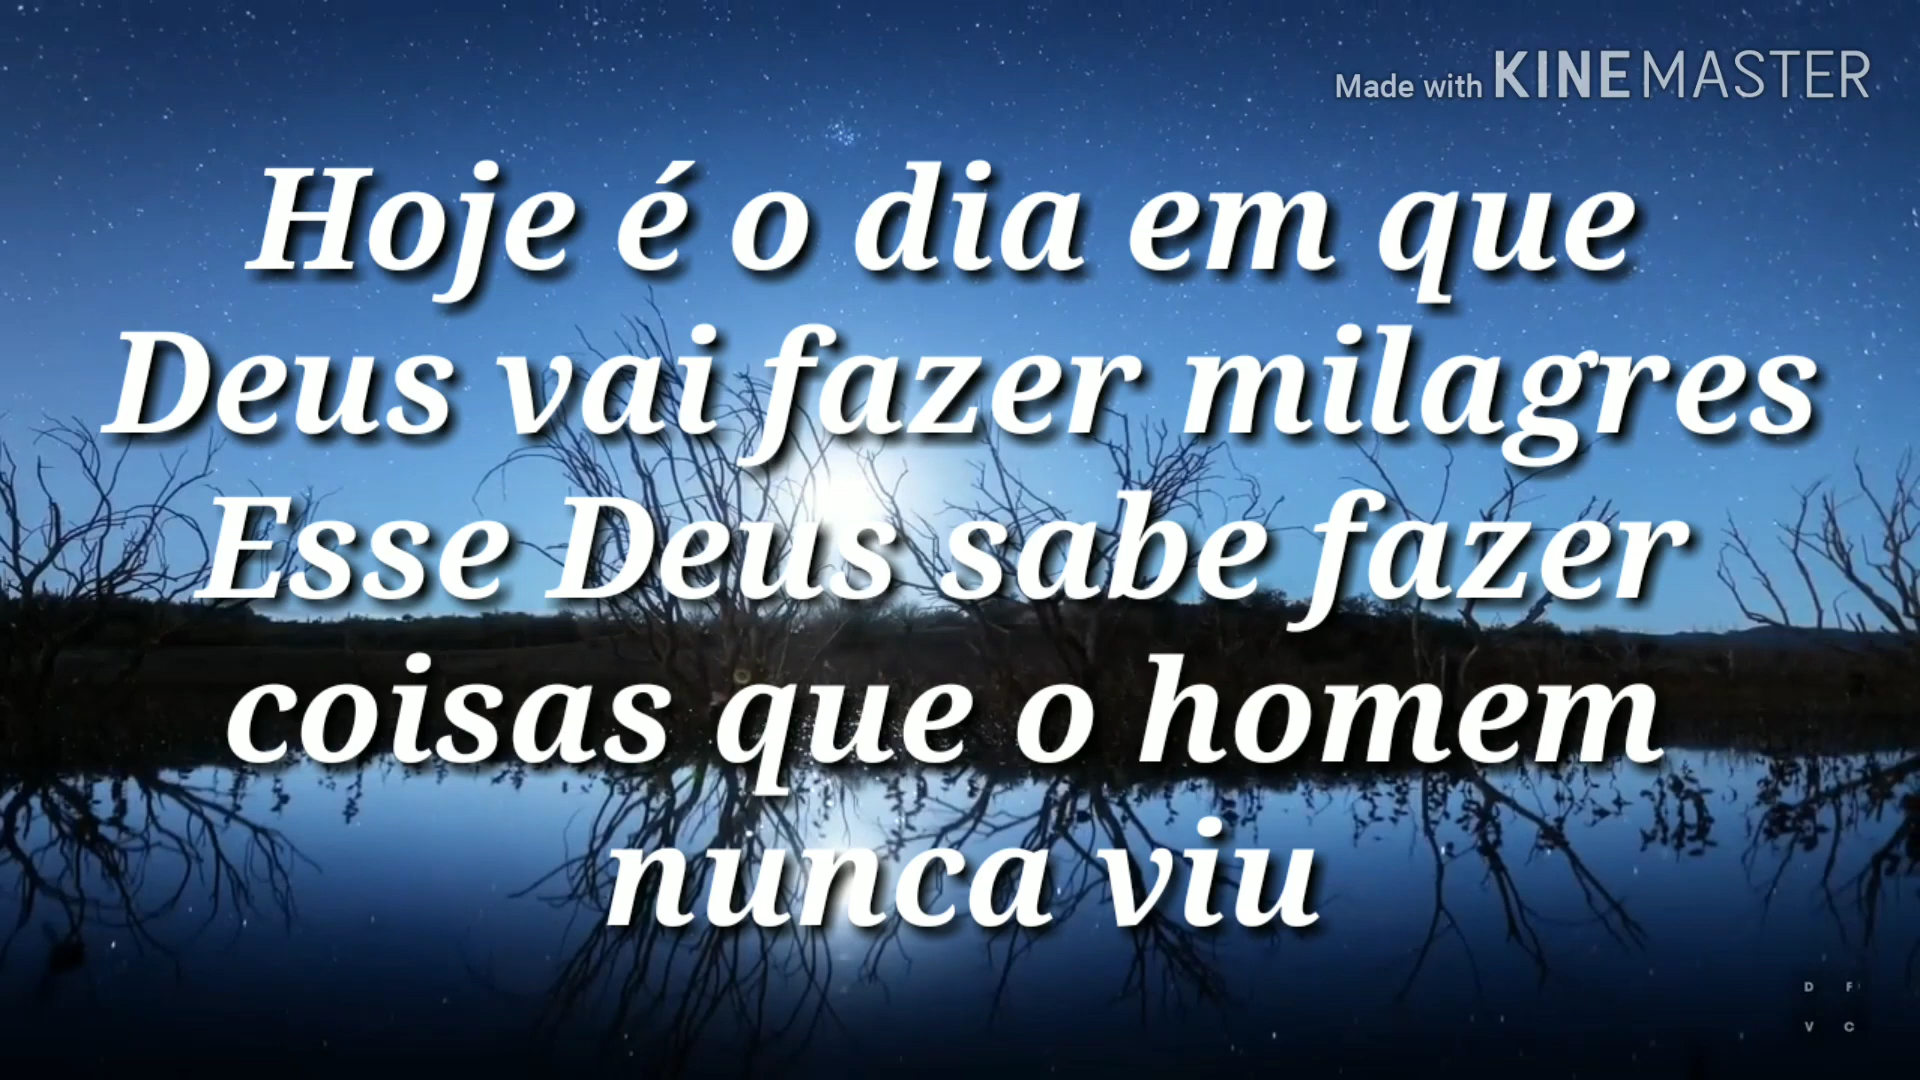 Made with KINEMASTER
Hoje é o dia em que
Deus vai fazer milagres
Esse Deus sabe fazer
coisas que o homem
nunca viu
D F
V C